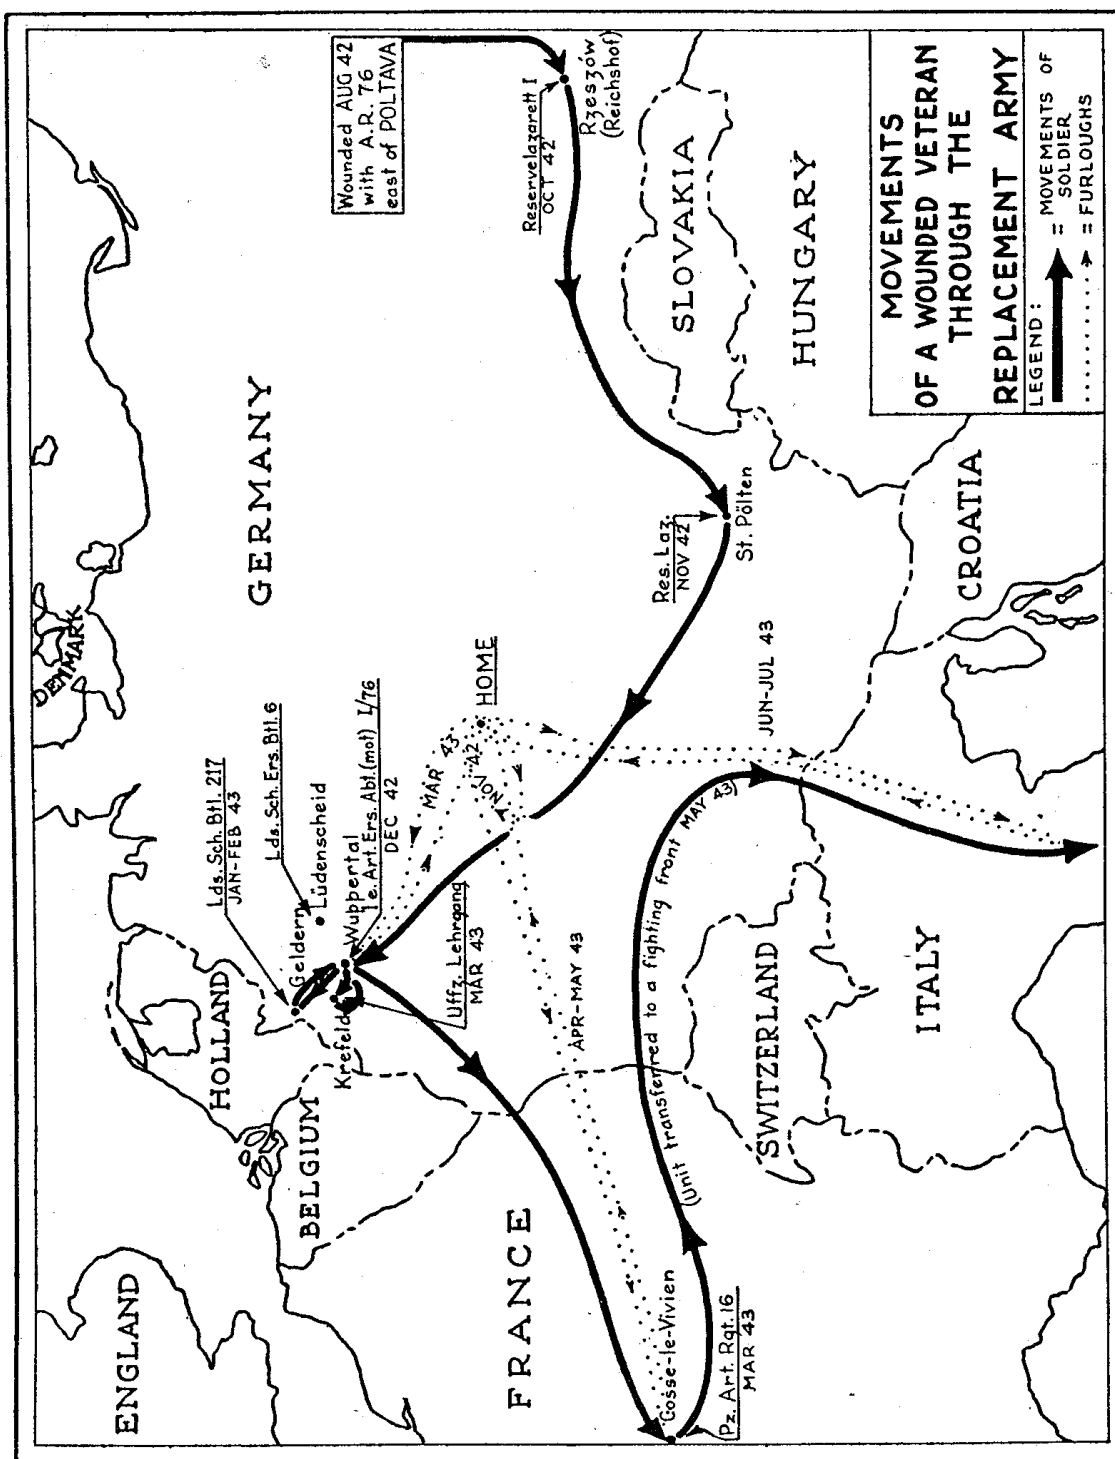 MOVEMENTS
OF A WOUNDED VETERAN
THROUGH THE
REPLACEMENT ARMY
LEGEND:
= MOVEMENTS OF
SOLDIER
= FURLOUGHS
Wounded AUG 42
with A.R. 76
east of POLTAVA
Reservelazarett I
OCT 42
Rzeszów
(Reichshof)
SLOVAKIA
HUNGARY
GERMANY
DENMARK
Res. Laz.
NOV 42
St. Pölten
CROATIA
HOME
MAR 43
NOV 42
JUN-JUL 43
Lds. Sch. Btl. 217
JAN-FEB 43
Lds. Sch. Ers. Btl. 6
Lüdenscheid
Geldern
Wuppertal
le. Art. Ers. Abt. (mot) I/76
DEC 42
Krefeld
Uffz. Lehrgang
MAR 43
HOLLAND
BELGIUM
ENGLAND
FRANCE
APR-MAY 43
(Unit transferred to a fighting front MAY 43)
SWITZERLAND
ITALY
Cosse-le-Vivien
Pz. Art. Rgt. 16
MAR 43